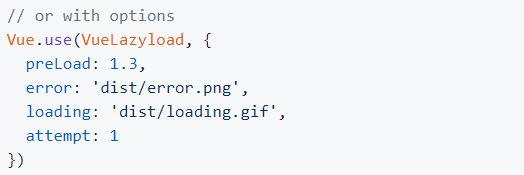 // or with options
Vue.use(VueLazyload, {
  preLoad: 1.3,
  error: 'dist/error.png',
  loading: 'dist/loading.gif',
  attempt: 1
})